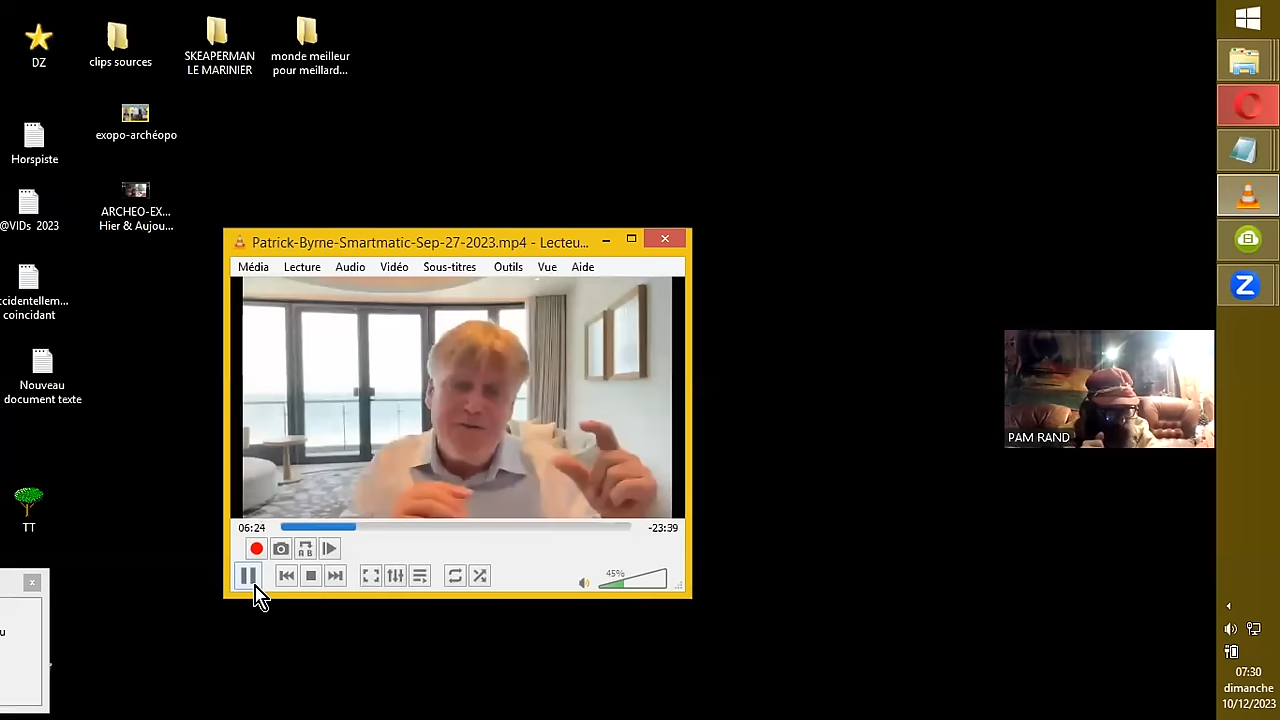 DZ
clips sources
SKEAPERMAN
LE MARINIER
monde meilleur
pour meillard...
exopo-archéopo
Horspiste
@VIDs 2023
ARCHEO-EX...
Hier & Aujou...
ccidentellem...
coincidant
Nouveau
document texte
TT
Patrick-Byrne-Smartmatic-Sep-27-2023.mp4 - Lecteu...
Média Lecture Audio Vidéo Sous-titres Outils Vue Aide
06:24
-23:39
A B
45%
PAM RAND
Z
u
07:30
dimanche
10/12/2023